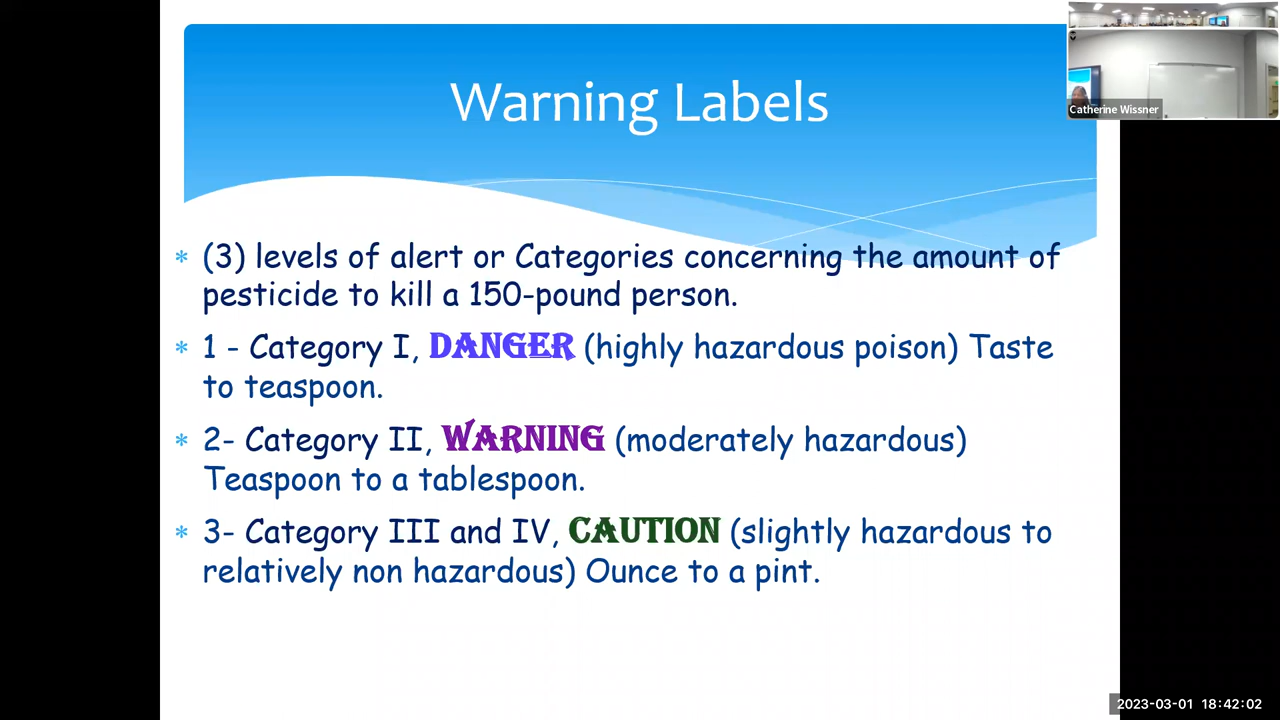 Warning Labels
Catherine Wissner
* (3) levels of alert or Categories concerning the amount of
pesticide to kill a 150-pound person.
* 1 - Category I, DANGER (highly hazardous poison) Taste
to teaspoon.
* 2- Category II, WARNING (moderately hazardous)
Teaspoon to a tablespoon.
* 3- Category III and IV, CAUTION (slightly hazardous to
relatively non hazardous) Ounce to a pint.
2023-03-01 18:42:02